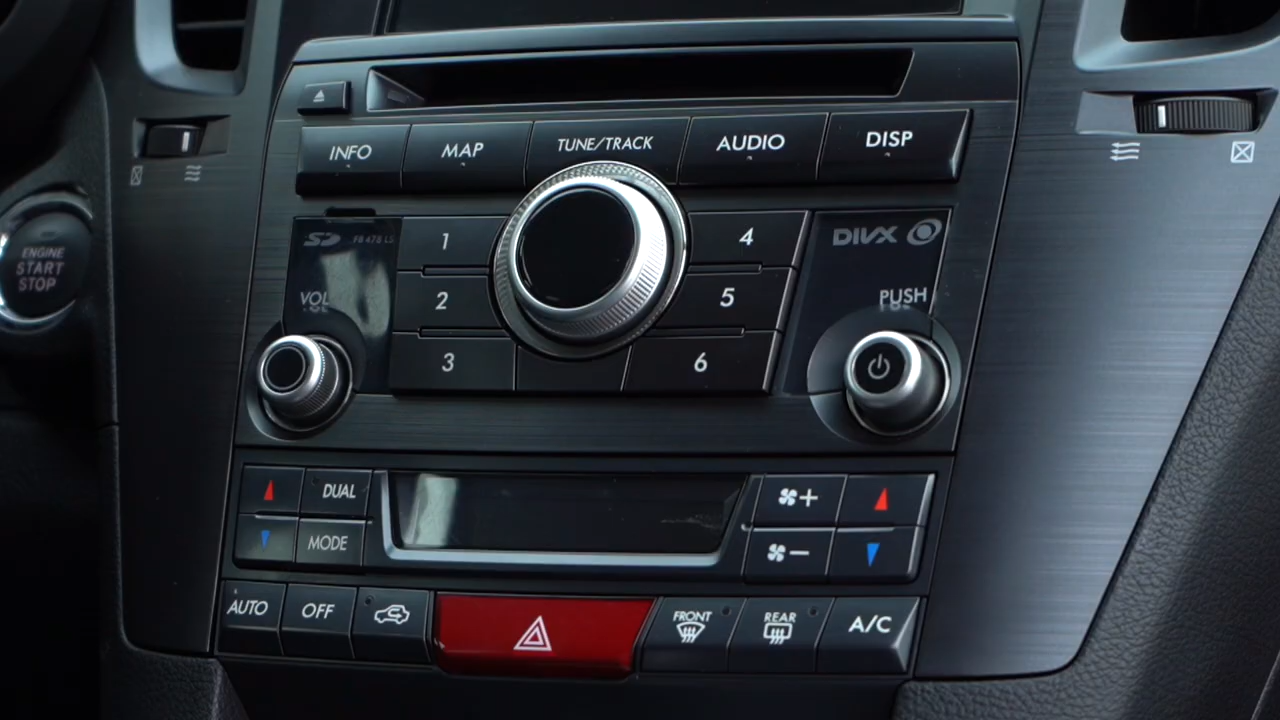 INFO
MAP
TUNE/TRACK
AUDIO
DISP
ENGINE
START
STOP
SD
VOL
1
2
3
4
5
6
DIVX
PUSH
DUAL
MODE
AUTO
OFF
FRONT
REAR
A/C